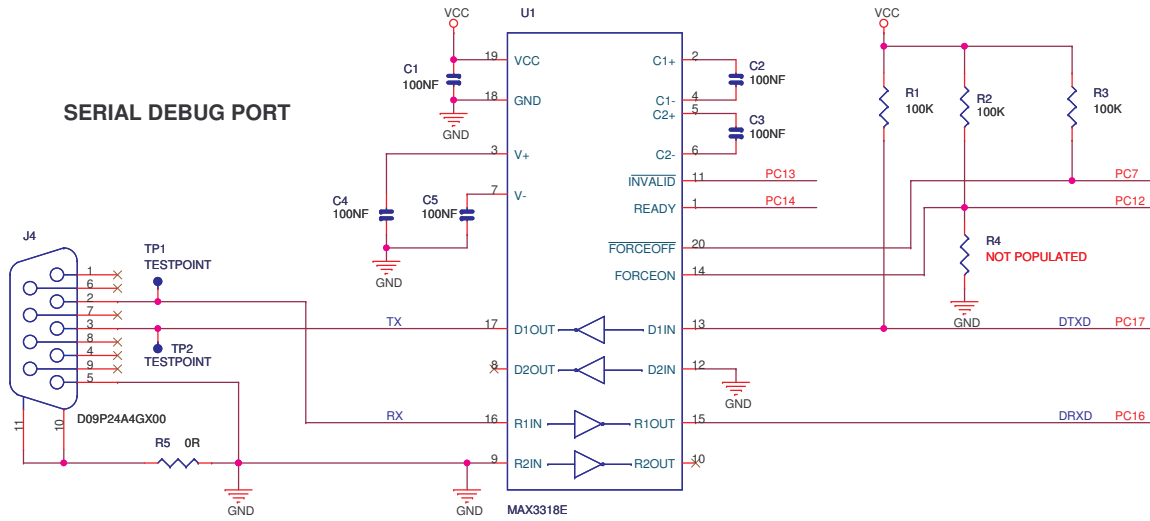 SERIAL DEBUG PORT
VCC
U1
VCC
19
VCC
C1
100NF
18
GND
GND
3
V+
7
V-
C4
100NF
C5
100NF
GND
C1+
2
C2
100NF
C1-
4
C2+
5
C3
100NF
C2-
6
INVALID
11
PC13
READY
1
PC14
FORCEOFF
20
FORCEON
14
R1
100K
R2
100K
R3
100K
PC7
PC12
R4
NOT POPULATED
GND
J4
TP1
TESTPOINT
1
6
2
7
3
8
4
9
5
TP2
TESTPOINT
D09P24A4GX00
11
10
R5
0R
GND
GND
TX
17
D1OUT
D1IN
13
DTXD
PC17
8
D2OUT
D2IN
12
GND
RX
16
R1IN
R1OUT
15
DRXD
PC16
9
R2IN
R2OUT
10
MAX3318E